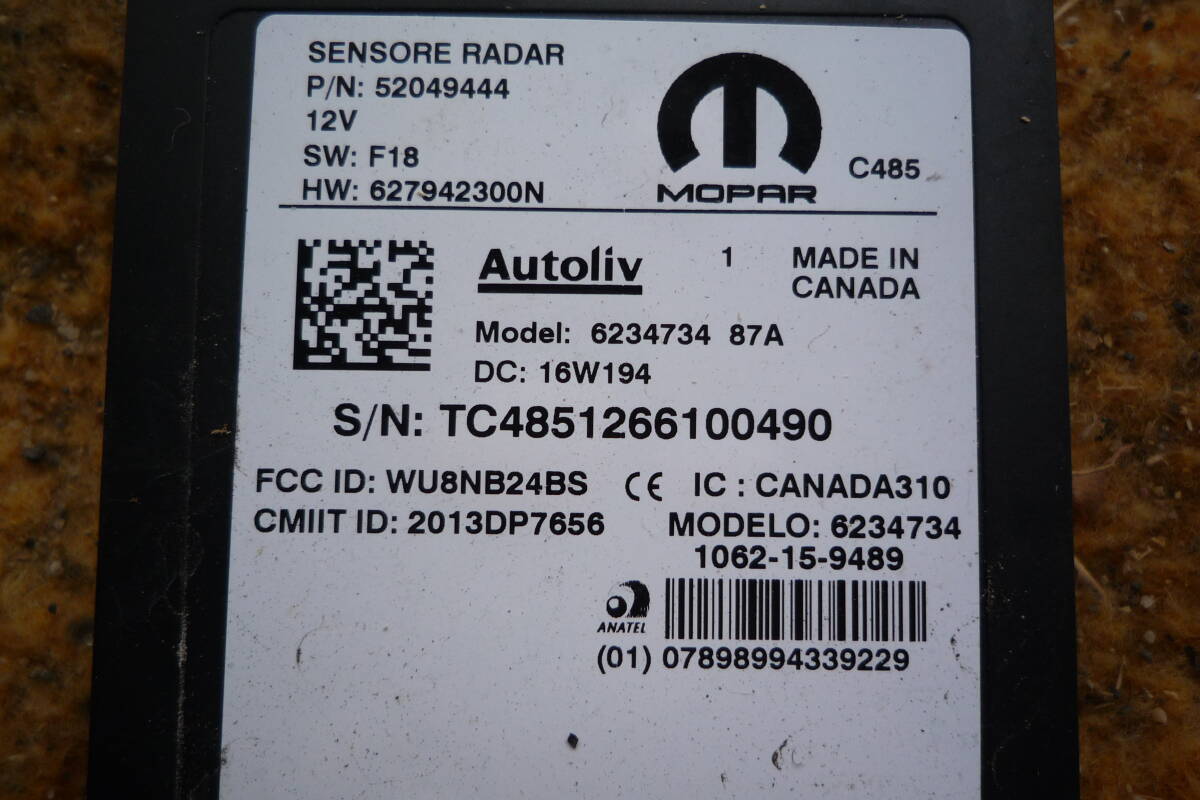 SENSORE RADAR
P/N: 52049444
12V
SW: F18
HW: 627942300N
MOPAR
C485
Autoliv
1
MADE IN
CANADA
Model: 6234734 87A
DC: 16W194
S/N: TC4851266100490
FCC ID: WU8NB24BS CE IC : CANADA310
CMIIT ID: 2013DP7656 MODELO: 6234734
1062-15-9489
ANATEL
(01) 07898994339229